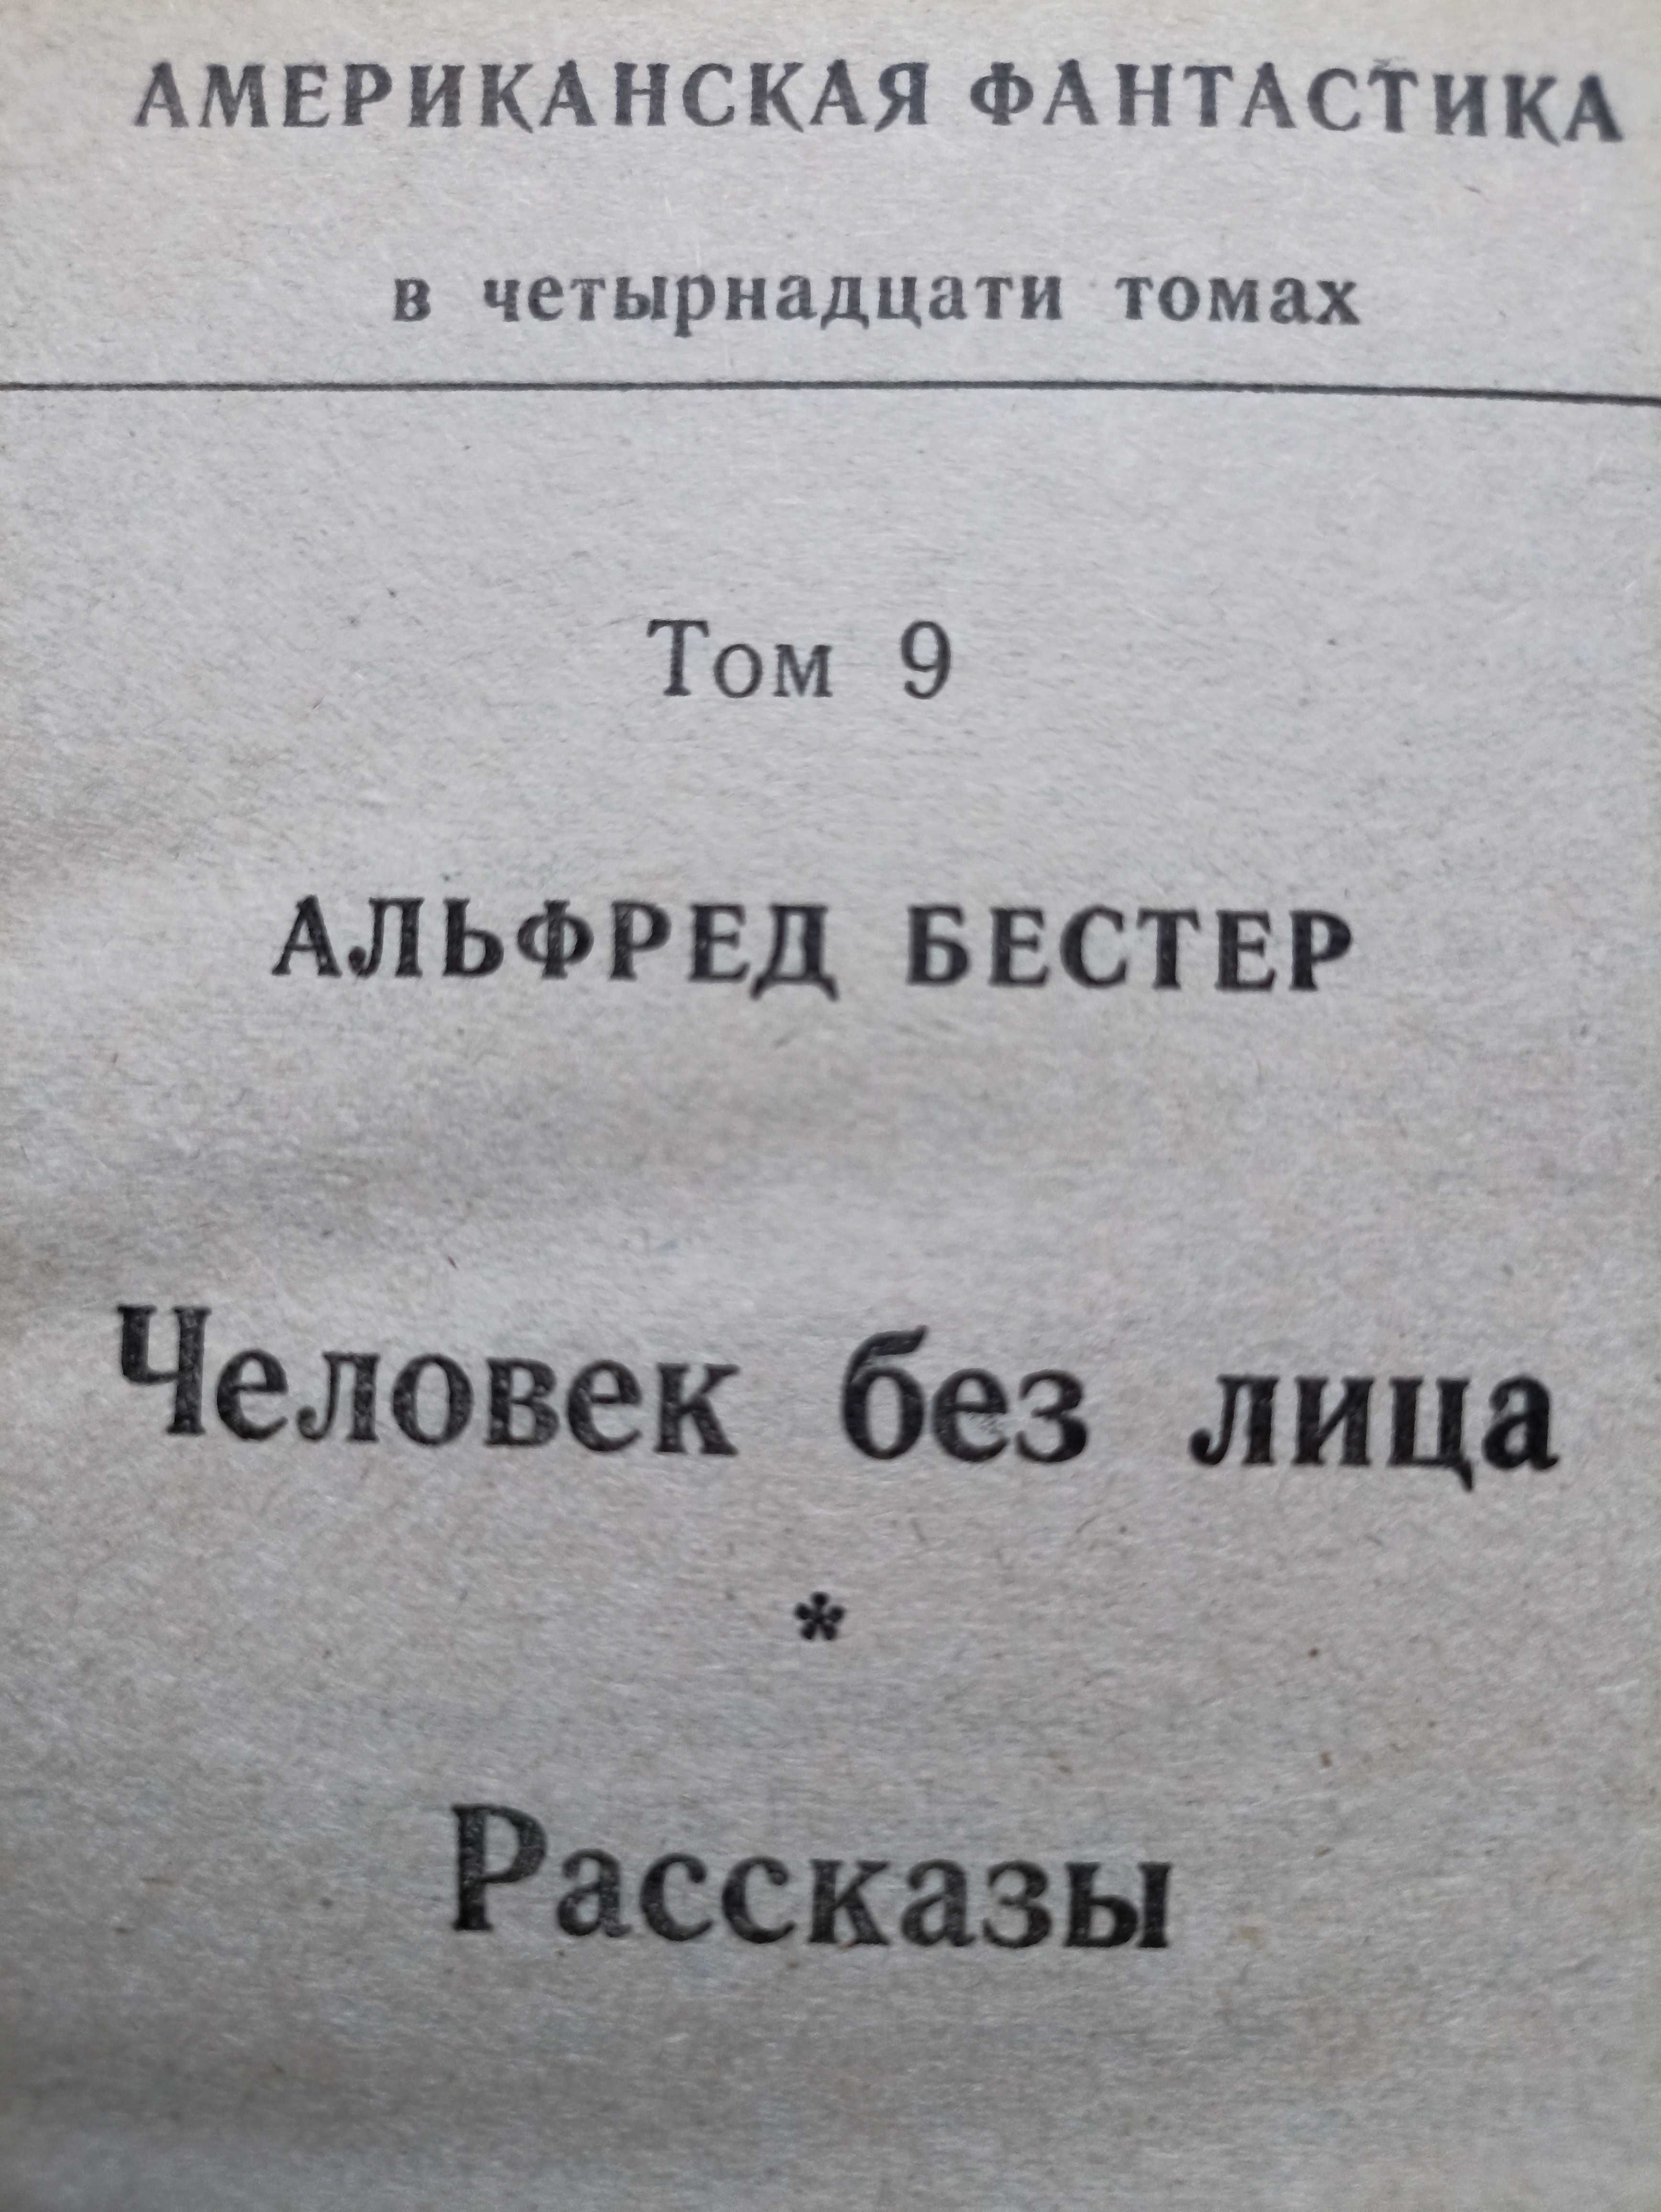 АМЕРИКАНСКАЯ ФАНТАСТИКА
в четырнадцати томах
Том 9
АЛЬФРЕД БЕСТЕР
Человек без лица
*
Рассказы